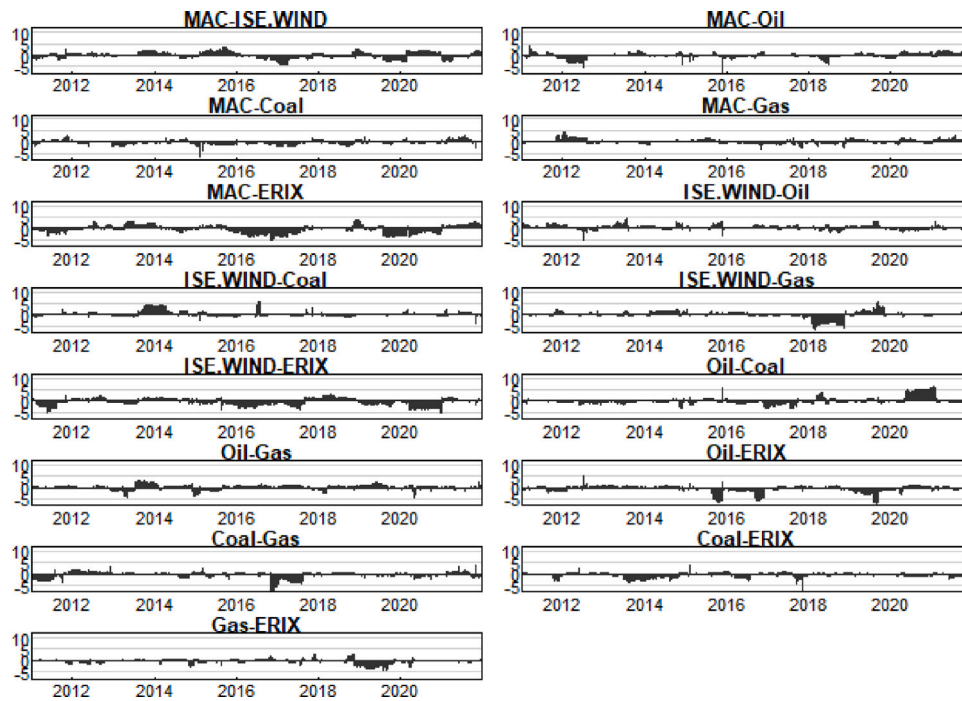 MAC-ISE.WIND MAC-Oil
10 5 0 -5 10 5 0 -5
2012 2014 2016 2018 2020 2012 2014 2016 2018 2020
MAC-Coal MAC-Gas
10 5 0 -5 10 5 0 -5
2012 2014 2016 2018 2020 2012 2014 2016 2018 2020
MAC-ERIX ISE.WIND-Oil
10 5 0 -5 10 5 0 -5
2012 2014 2016 2018 2020 2012 2014 2016 2018 2020
ISE.WIND-Coal ISE.WIND-Gas
10 5 0 -5 10 5 0 -5
2012 2014 2016 2018 2020 2012 2014 2016 2018 2020
ISE.WIND-ERIX Oil-Coal
10 5 0 -5 10 5 0 -5
2012 2014 2016 2018 2020 2012 2014 2016 2018 2020
Oil-Gas Oil-ERIX
10 5 0 -5 10 5 0 -5
2012 2014 2016 2018 2020 2012 2014 2016 2018 2020
Coal-Gas Coal-ERIX
10 5 0 -5 10 5 0 -5
2012 2014 2016 2018 2020 2012 2014 2016 2018 2020
Gas-ERIX
10 5 0 -5
2012 2014 2016 2018 2020